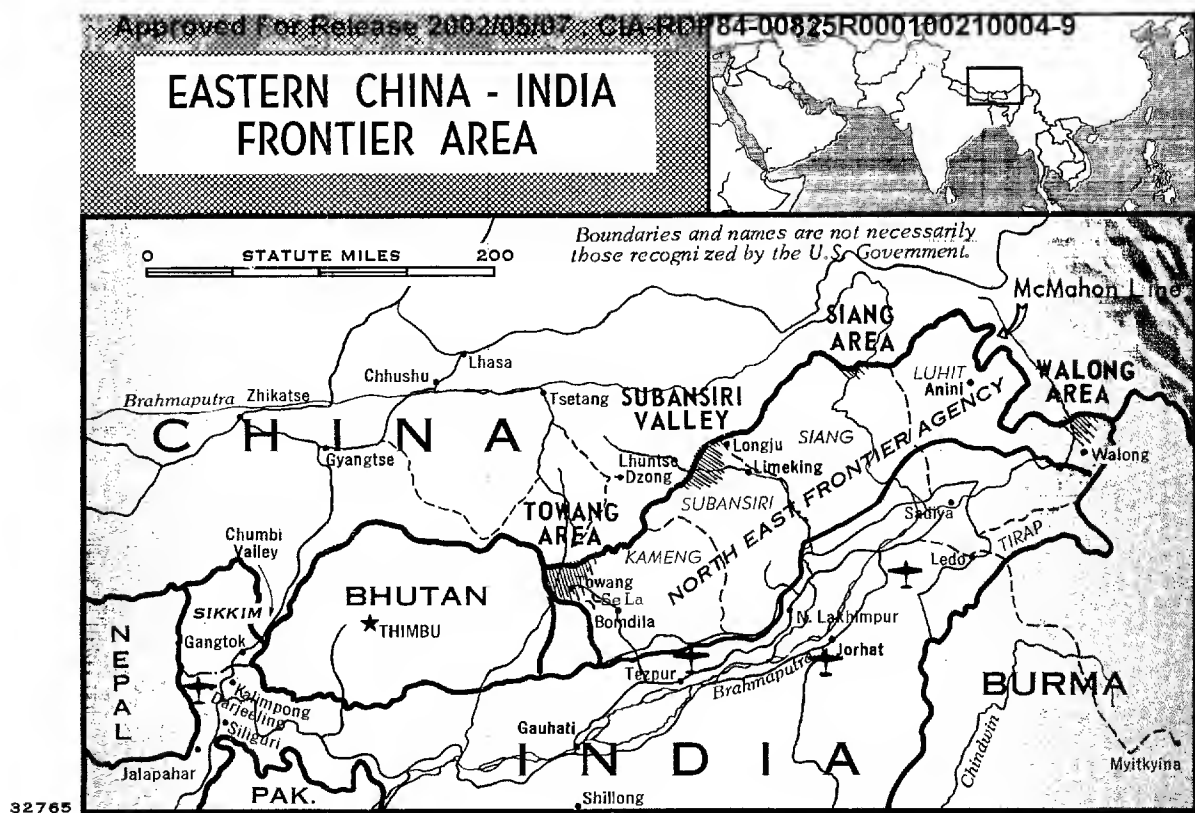 Approved For Release 2002/05/07 : CIA-RDP84-00825R000100210004-9
EASTERN CHINA - INDIA
FRONTIER AREA
0 STATUTE MILES 200
Boundaries and names are not necessarily
those recognized by the U.S. Government.
McMahon Line
SIANG
AREA
Lhasa
LUHIT
Anini
WALONG
AREA
Chhushu
Brahmaputra
Zhikatse
Tsetang
SUBANSIRI
VALLEY
CHINA
Gyangtse
Longju
SIANG
Walong
Lhuntse
Dzong
Limeking
NORTH EAST FRONTIER AGENCY
SUBANSIRI
Sadiya
TOWANG
AREA
TIRAP
Chumbi
Valley
KAMENG
Ledo
Towang
Se La
Bomdila
BHUTAN
THIMBU
SIKKIM
N. Lakhimpur
Gangtok
NEPAL
Jorhat
Tezpur
Brahmaputra
BURMA
Kalimpong
Darjeeling
Siliguri
Gauhati
INDIA
Chindwin
Jalapahar
Myitkyina
PAK.
Shillong
32765